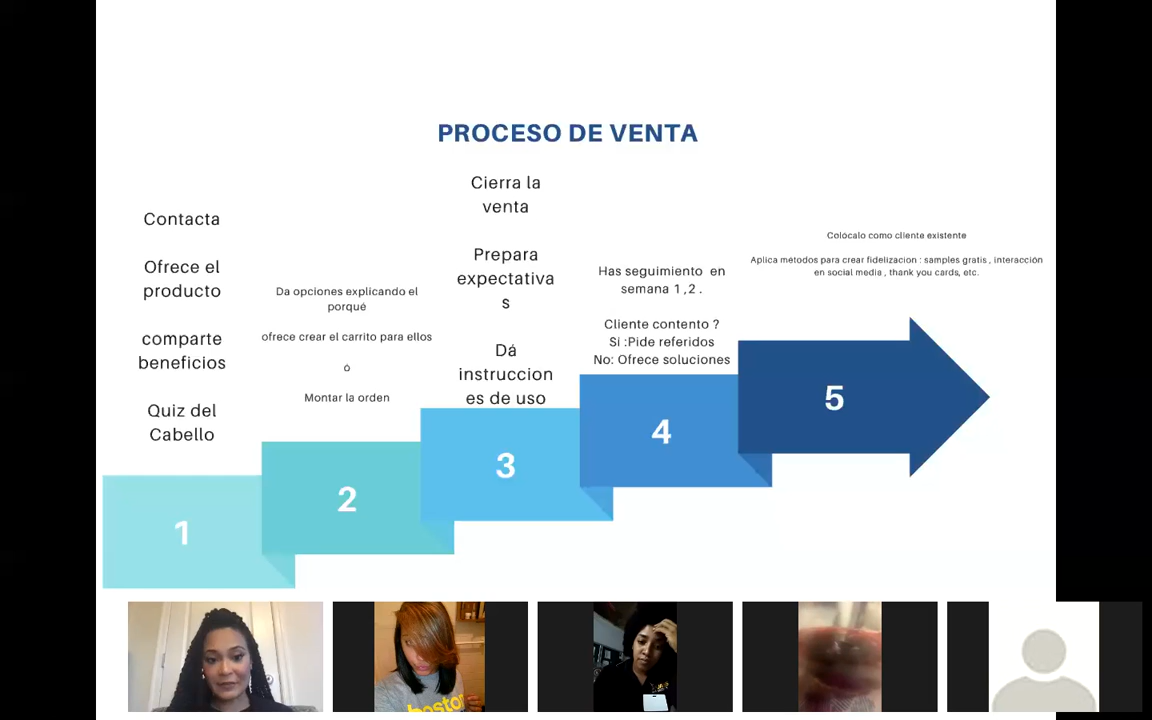 PROCESO DE VENTA
Contacta
Ofrece el
producto
comparte
beneficios
Quiz del
Cabello
1
Da opciones explicando el
porqué
ofrece crear el carrito para ellos
ò
Montar la orden
2
Cierra la
venta
Prepara
expectativa
s
Dá
instruccion
es de uso
3
Has seguimiento en
semana 1 ,2 .
Cliente contento ?
Si :Pide referidos
No: Ofrece soluciones
4
Colócalo como cliente existente
Aplica métodos para crear fidelizacion : samples gratis , interacción
en social media , thank you cards, etc.
5
boston